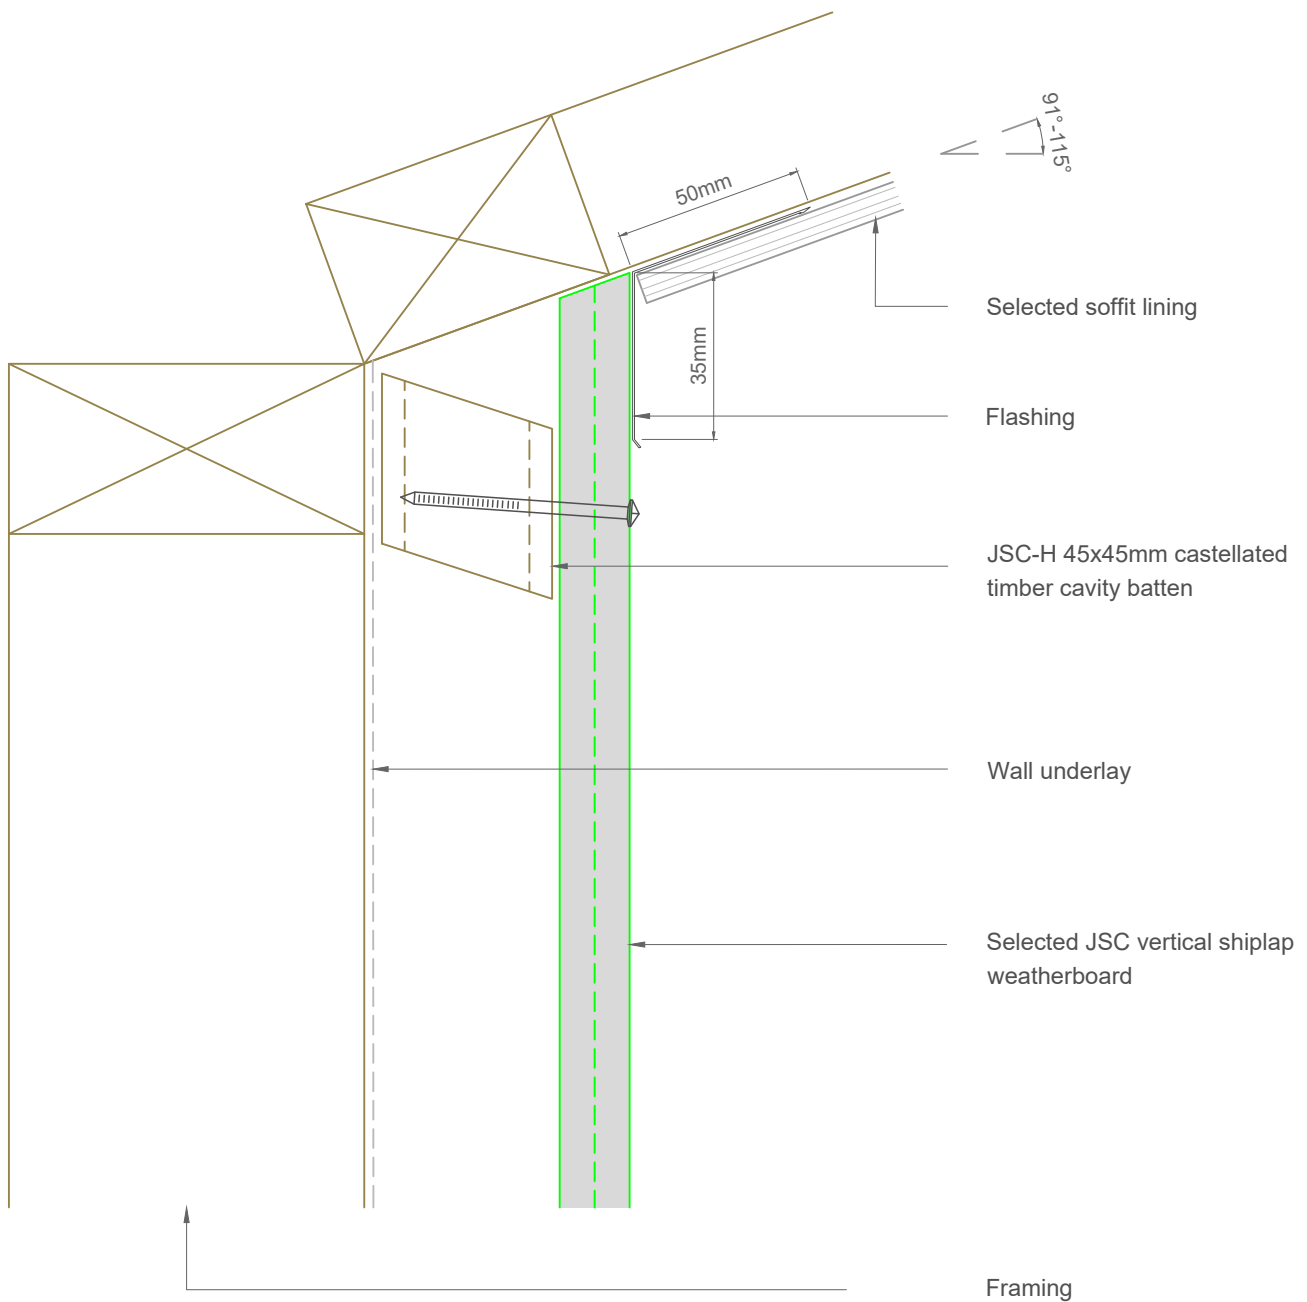 91°-115°
50mm
Selected soffit lining
35mm
Flashing
JSC-H 45x45mm castellated
timber cavity batten
Wall underlay
Selected JSC vertical shiplap
weatherboard
Framing